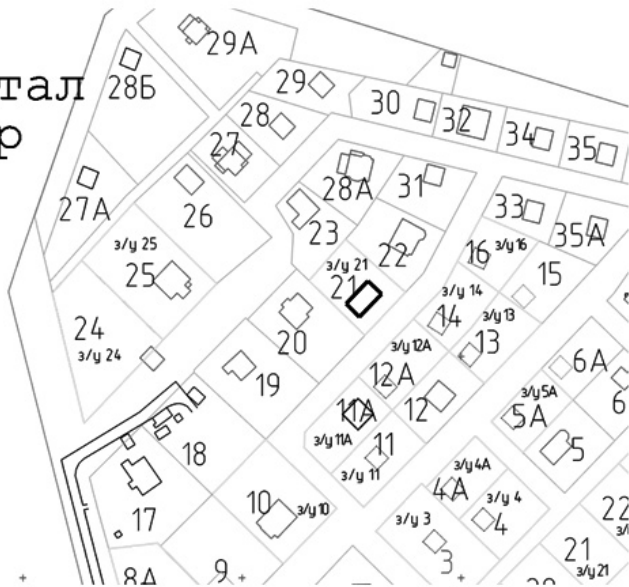 29А
28Б
тал
29
30
32
34
35
28
р
27
28А
31
27А
26
33
35А
23
з/у 25
22
16
з/у 16
25
з/у 21
21
15
з/у 14
14
24
з/у 24
20
з/у 13
13
з/у 12А
12А
6А
19
11А
12
з/у 5А
5А
6
з/у 11А
11
5
18
з/у 11
з/у 4А
4А
10
з/у 10
з/у 4
4
22
17
з/у 3
3
21
з/у 21
8А
9